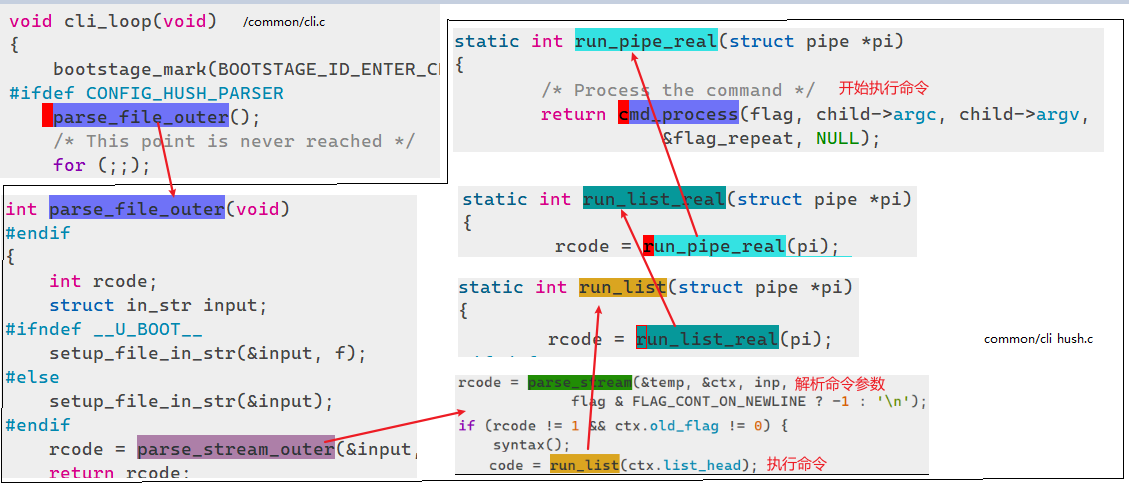 void cli_loop(void) /common/cli.c
{
bootstage_mark(BOOTSTAGE_ID_ENTER_C
#ifdef CONFIG_HUSH_PARSER
parse_file_outer();
/* This point is never reached */
for (;;);
int parse_file_outer(void)
#endif
{
int rcode;
struct in_str input;
#ifndef __U_BOOT__
setup_file_in_str(&input, f);
#else
setup_file_in_str(&input);
#endif
rcode = parse_stream_outer(&input,
return rcode;
static int run_pipe_real(struct pipe *pi)
{
/* Process the command */ 开始执行命令
return cmd_process(flag, child->argc, child->argv,
&flag_repeat, NULL);
static int run_list_real(struct pipe *pi)
{
rcode = run_pipe_real(pi);
static int run_list(struct pipe *pi)
{
rcode = run_list_real(pi);
common/cli hush.c
rcode = parse_stream(&temp, &ctx, inp, 解析命令参数
flag & FLAG_CONT_ON_NEWLINE ? -1 : '\n');
if (rcode != 1 && ctx.old_flag != 0) {
syntax();
code = run_list(ctx.list_head); 执行命令